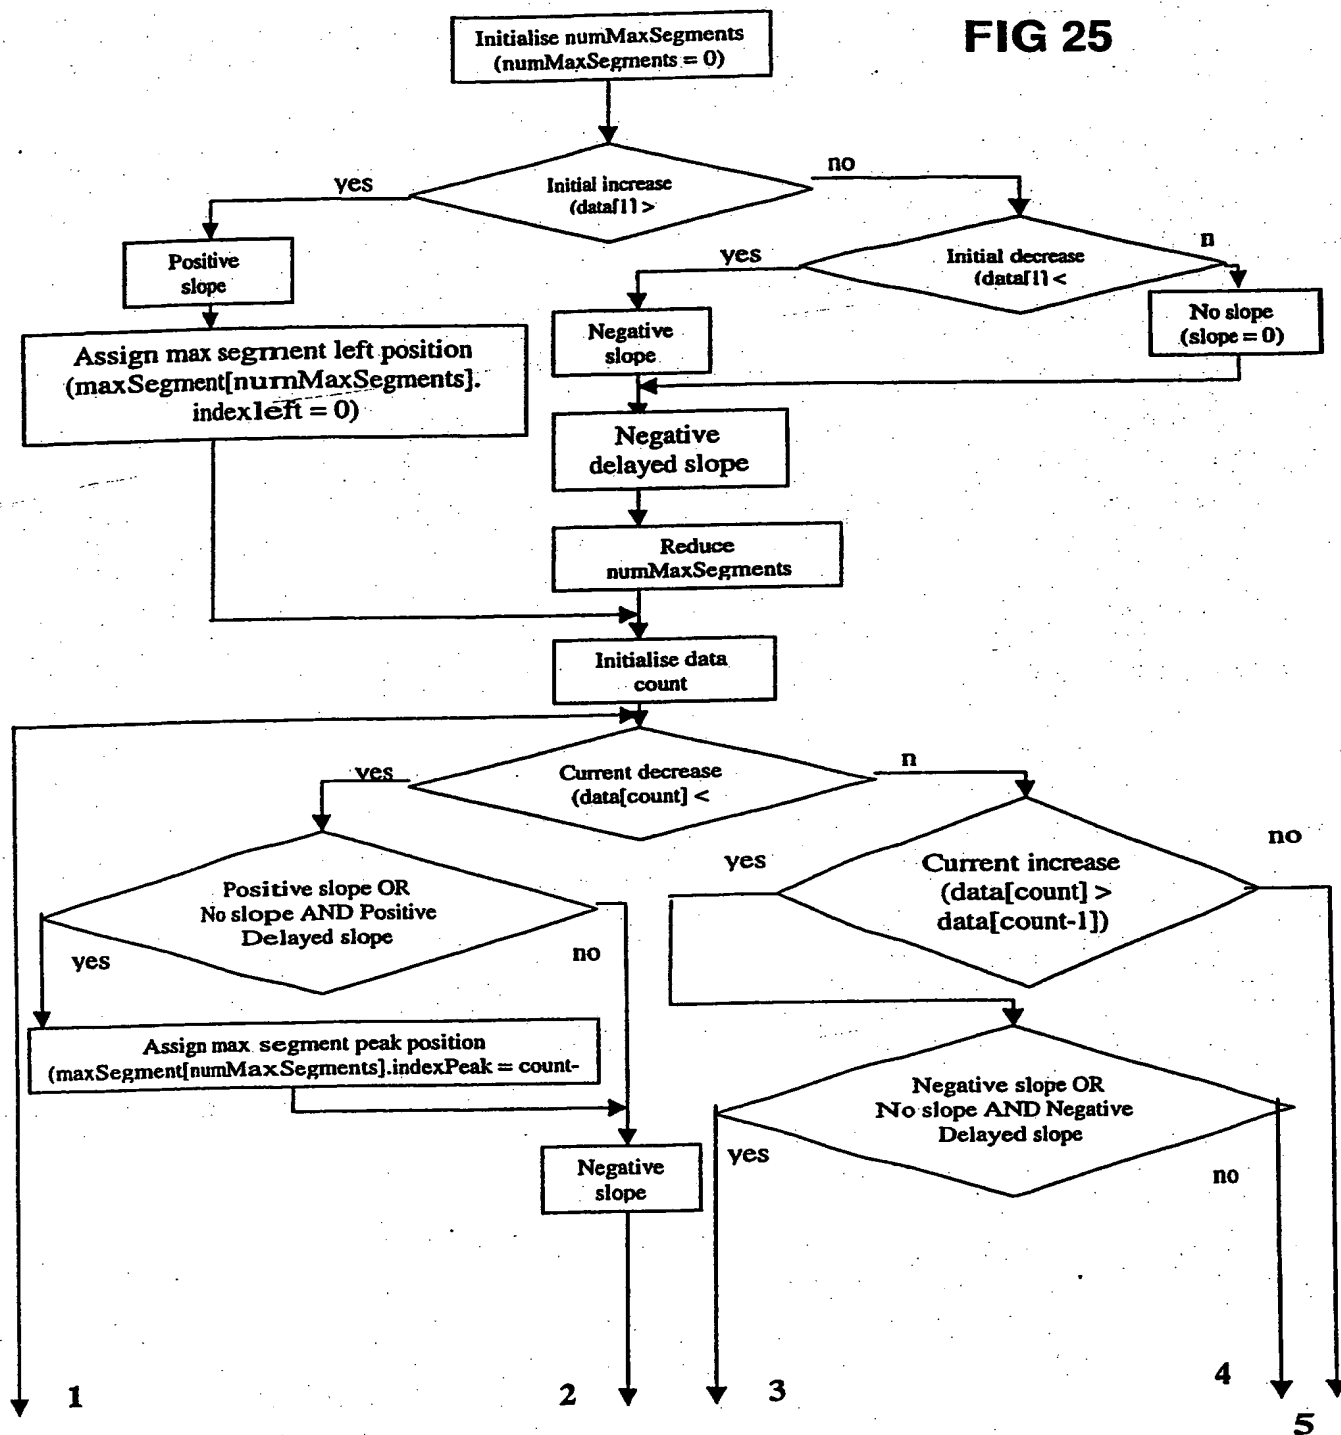 FIG 25
Initialise numMaxSegments
(numMaxSegments = 0)
yes
Initial increase
(data[1] >
no
Positive
slope
yes
Initial decrease
(data[1] <
n
Negative
slope
No slope
(slope = 0)
Assign max segment left position
(maxSegment[numMaxSegments].
indexleft = 0)
Negative
delayed slope
Reduce
numMaxSegments
Initialise data
count
yes
Current decrease
(data[count] <
n
Positive slope OR
No slope AND Positive
Delayed slope
yes
no
yes
Current increase
(data[count] >
data[count-1])
no
Assign max segment peak position
(maxSegment[numMaxSegments].indexPeak = count-
Negative slope OR
No slope AND Negative
Delayed slope
yes
no
Negative
slope
1
2
3
4
5